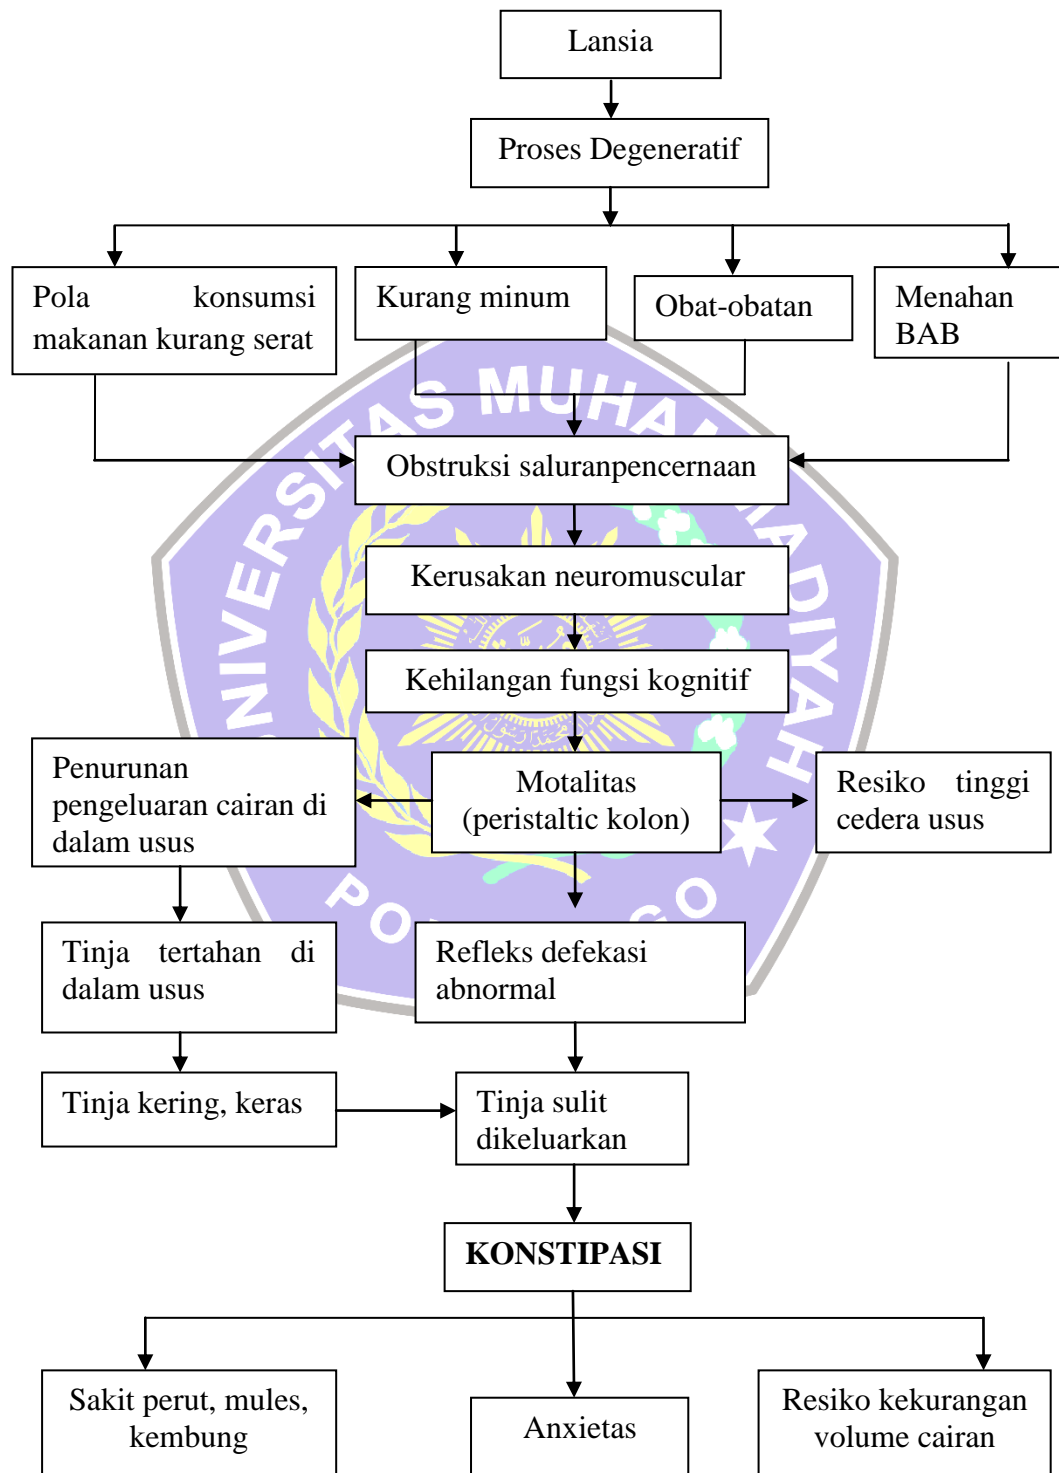 Lansia
Proses Degeneratif
Pola konsumsi
makanan kurang serat
Kurang minum
Obat-obatan
Menahan
BAB
UNIVERSITAS MUHAMMADIYAH
Obstruksi saluranpencernaan
Kerusakan neuromuscular
Kehilangan fungsi kognitif
Penurunan
pengeluaran cairan di
dalam usus
Motalitas
(peristaltic kolon)
Resiko tinggi
cedera usus
Tinja tertahan di
dalam usus
Refleks defekasi
abnormal
Tinja kering, keras
Tinja sulit
dikeluarkan
KONSTIPASI
Sakit perut, mules,
kembung
Anxietas
Resiko kekurangan
volume cairan